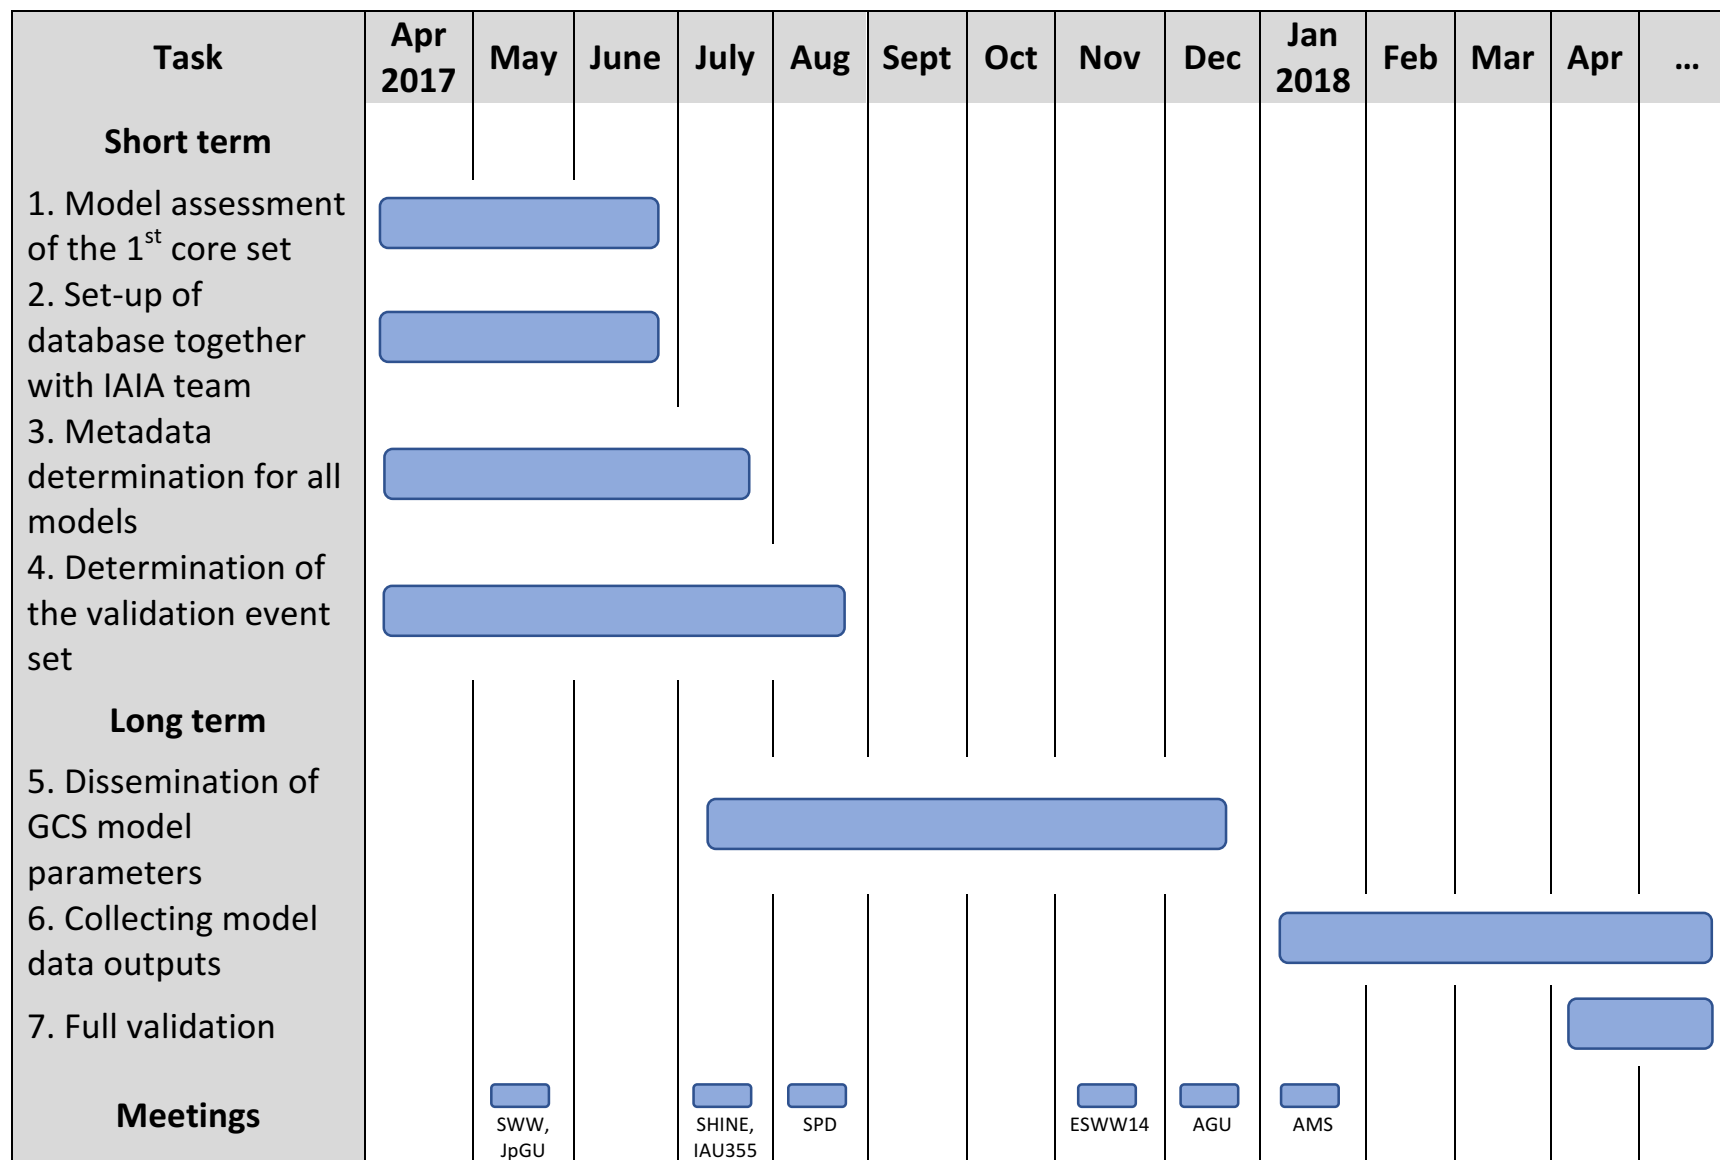 Task
Apr
2017
May
June
July
Aug
Sept
Oct
Nov
Dec
Jan
2018
Feb
Mar
Apr
...
Short term
1. Model assessment
of the 1st core set
2. Set-up of
database together
with IAIA team
3. Metadata
determination for all
models
4. Determination of
the validation event
set
Long term
5. Dissemination of
GCS model
parameters
6. Collecting model
data outputs
7. Full validation
Meetings
SWW,
JpGU
SHINE,
IAU355
SPD
ESWW14
AGU
AMS